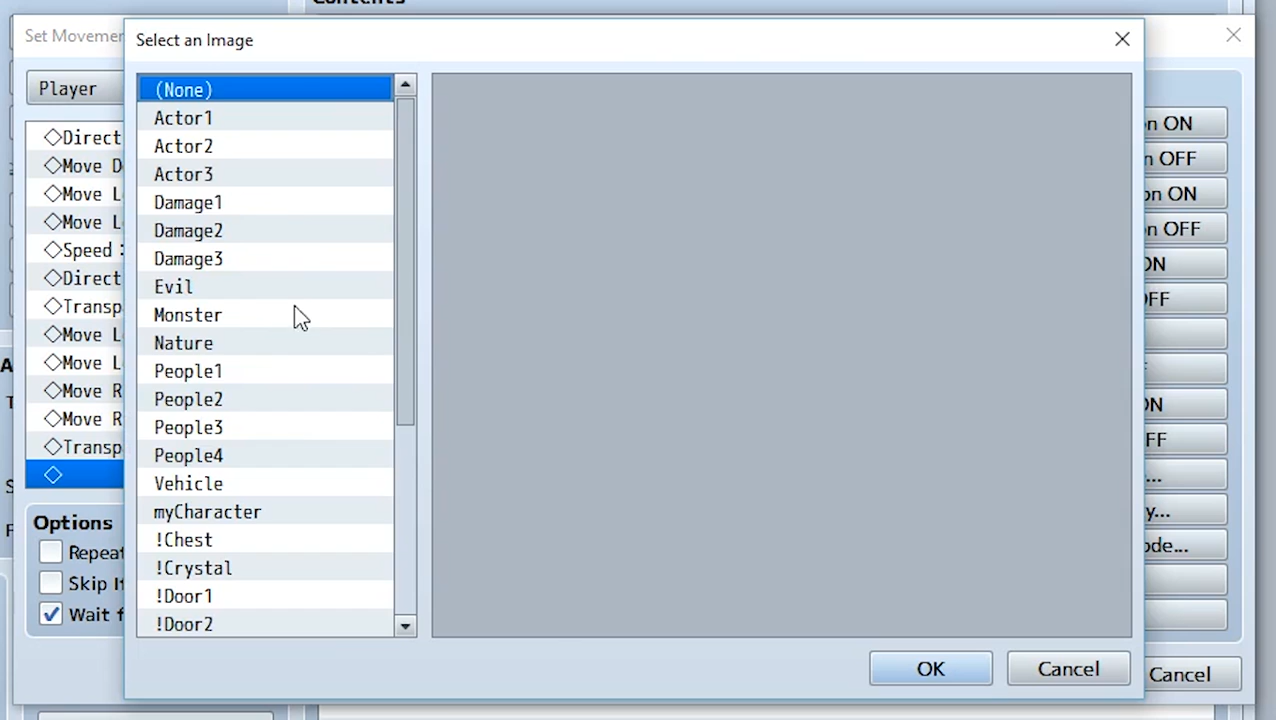 Contents
Set Movemen
Select an Image
Player
(None)
Actor1
Actor2
Actor3
Damage1
Damage2
Damage3
Evil
Monster
Nature
People1
People2
People3
People4
Vehicle
myCharacter
!Chest
!Crystal
!Door1
!Door2
◇Direct
◇Move D
◇Move L
◇Move L
◇Speed :
◇Direct
◇Transp
◇Move L
◇Move L
◇Move R
◇Move R
◇Transp
◇
Options
Repeat
Skip I
Wait f
OK
Cancel
n ON
n OFF
on ON
on OFF
ON
OFF
ON
FF
...
y...
ode...
Cancel